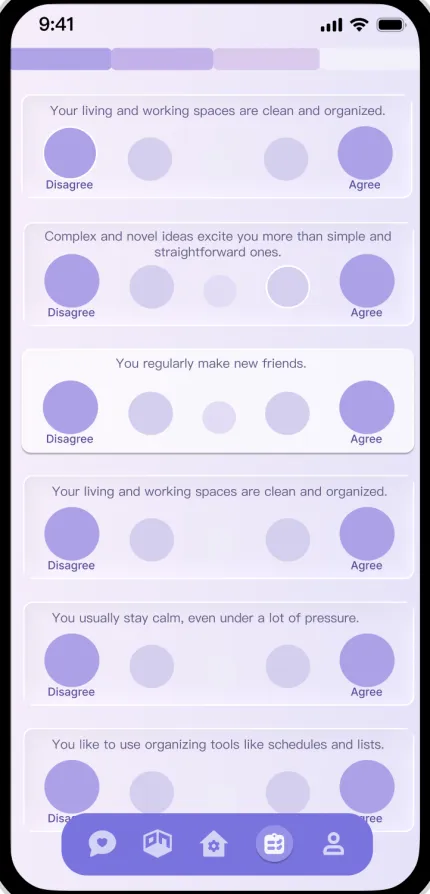 9:41
Your living and working spaces are clean and organized.
Disagree
Agree
Complex and novel ideas excite you more than simple and
straightforward ones.
Disagree
Agree
You regularly make new friends.
Disagree
Agree
Your living and working spaces are clean and organized.
Disagree
Agree
You usually stay calm, even under a lot of pressure.
Disagree
Agree
You like to use organizing tools like schedules and lists.